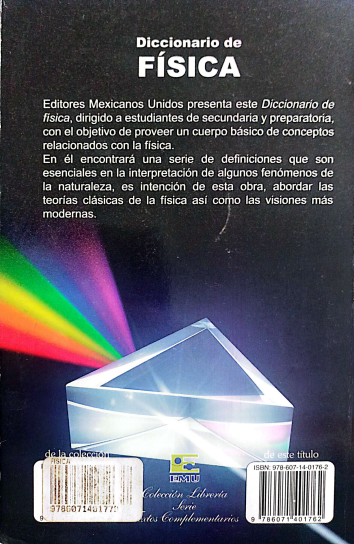 Diccionario de
FÍSICA
Editores Mexicanos Unidos presenta este Diccionario de
física, dirigido a estudiantes de secundaria y preparatoria,
con el objetivo de proveer un cuerpo básico de conceptos
relacionados con la física.
En él encontrará una serie de definiciones que son
esenciales en la interpretación de algunos fenómenos de
la naturaleza, es intención de esta obra, abordar las
teorías clásicas de la física así como las visiones más
modernas.
de la colección
de este título
FISICA
EMU
ISBN: 978-607-14-0176-2
Colección Librería
Serie
Textos Complementarios
9 786071 401762